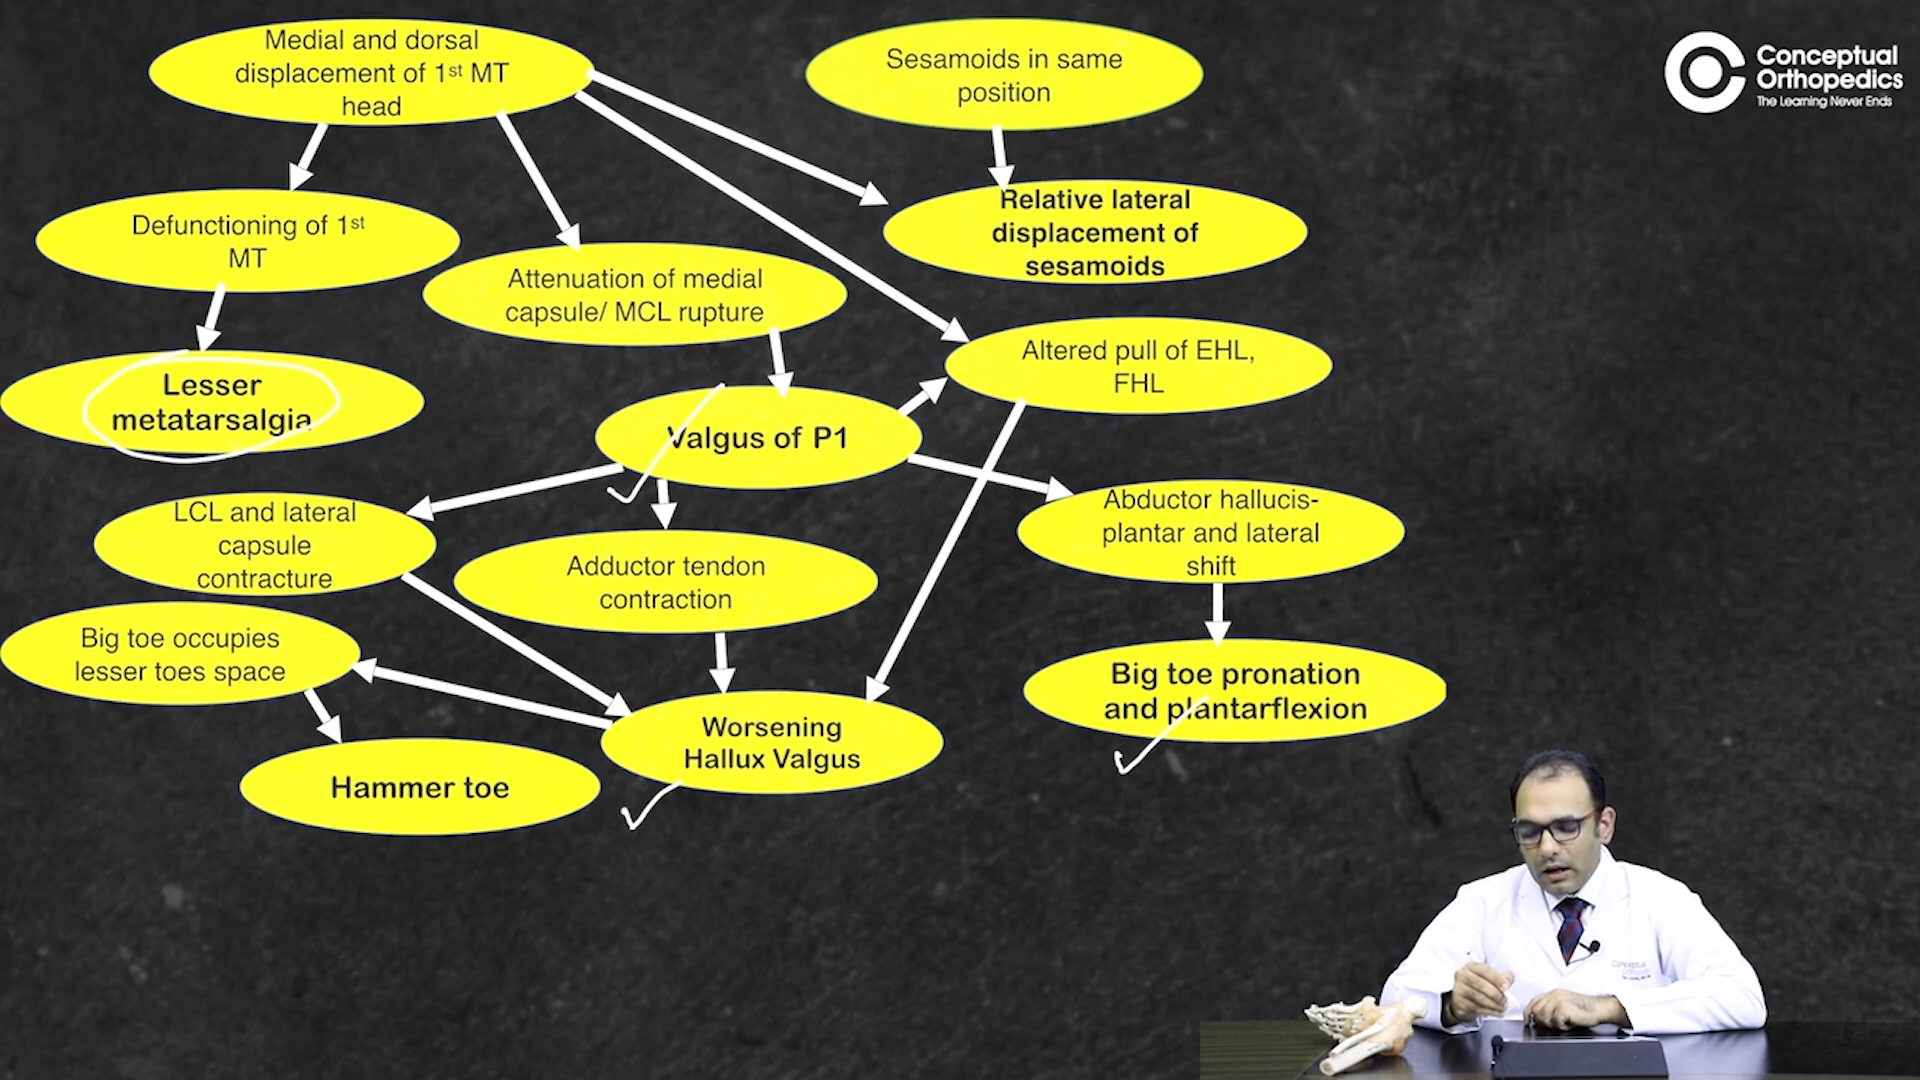 Medial and dorsal
displacement of 1st MT
head
Sesamoids in same
position
Conceptual
Orthopedics
The Learning Never Ends
Defunctioning of 1st
MT
Relative lateral
displacement of
sesamoids
Attenuation of medial
capsule/ MCL rupture
Altered pull of EHL,
FHL
Lesser
metatarsalgia
Valgus of P1
LCL and lateral
capsule
contracture
Adductor tendon
contraction
Abductor hallucis-
plantar and lateral
shift
Big toe occupies
lesser toes space
Big toe pronation
and plantarflexion
Worsening
Hallux Valgus
Hammer toe